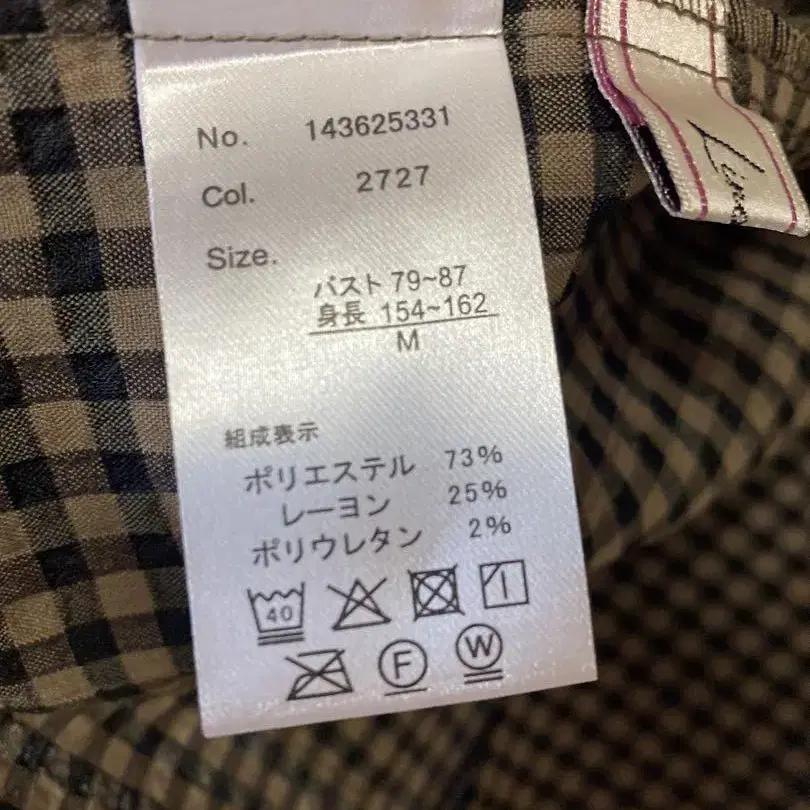 No. 143625331
Col. 2727
Size.
バスト 79~87
身長 154~162
M
組成表示
ポリエステル 73%
レーヨン 25%
ポリウレタン 2%
40
F
W